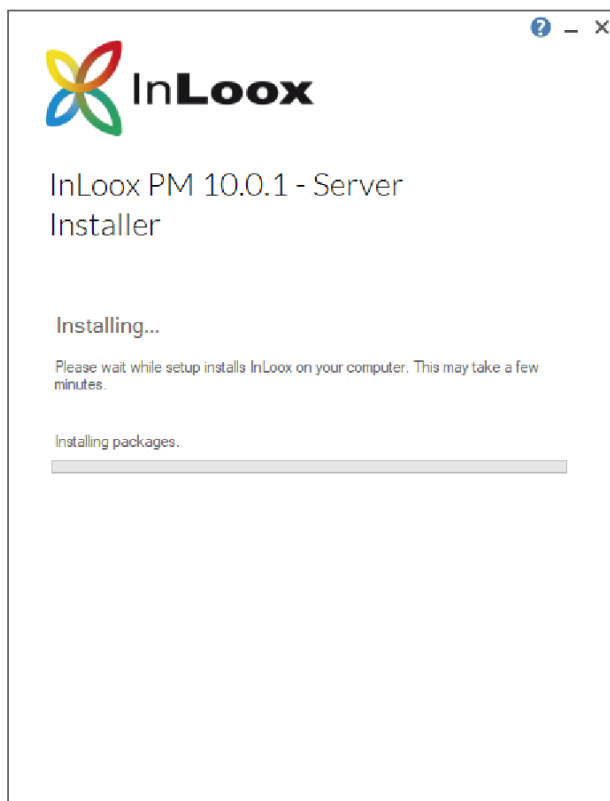 InLoox
InLoox PM 10.0.1 - Server
Installer
Installing...
Please wait while setup installs InLoox on your computer. This may take a few
minutes.
Installing packages.